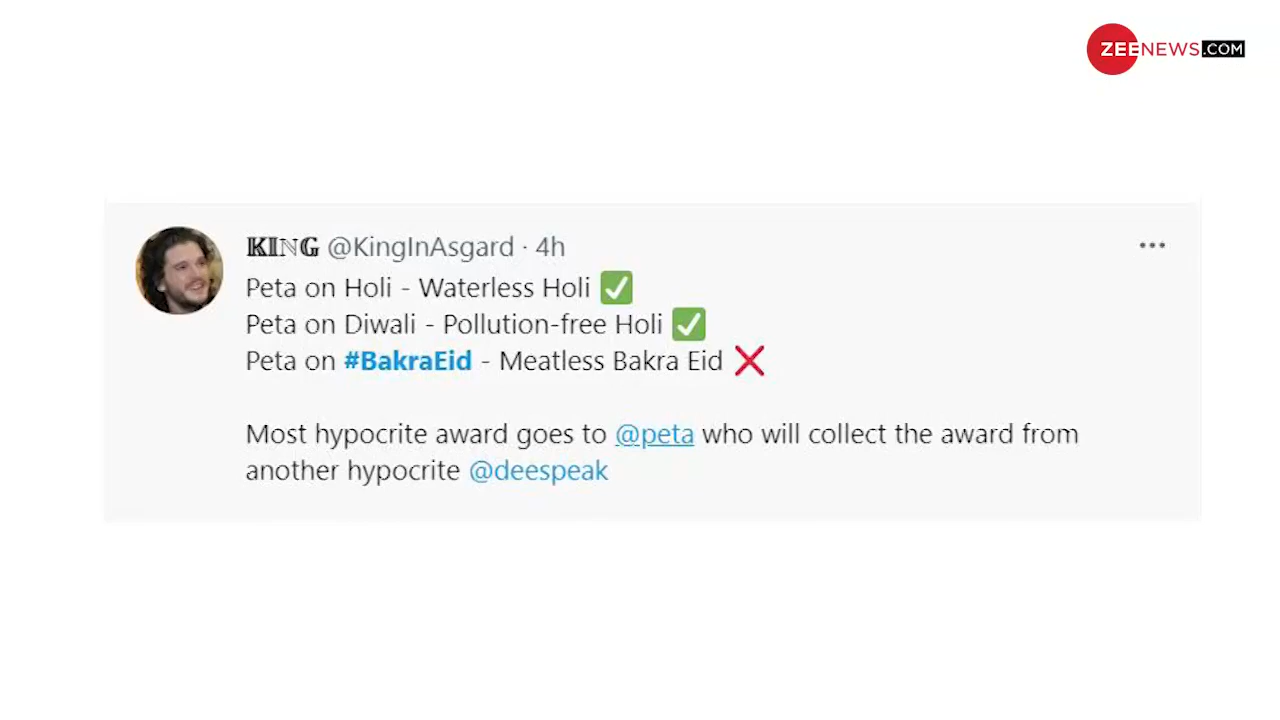 ZEENEWS.COM
KING @KingInAsgard · 4h
Peta on Holi - Waterless Holi ✅
Peta on Diwali - Pollution-free Holi ✅
Peta on #BakraEid - Meatless Bakra Eid ❌
Most hypocrite award goes to @peta who will collect the award from
another hypocrite @deespeak